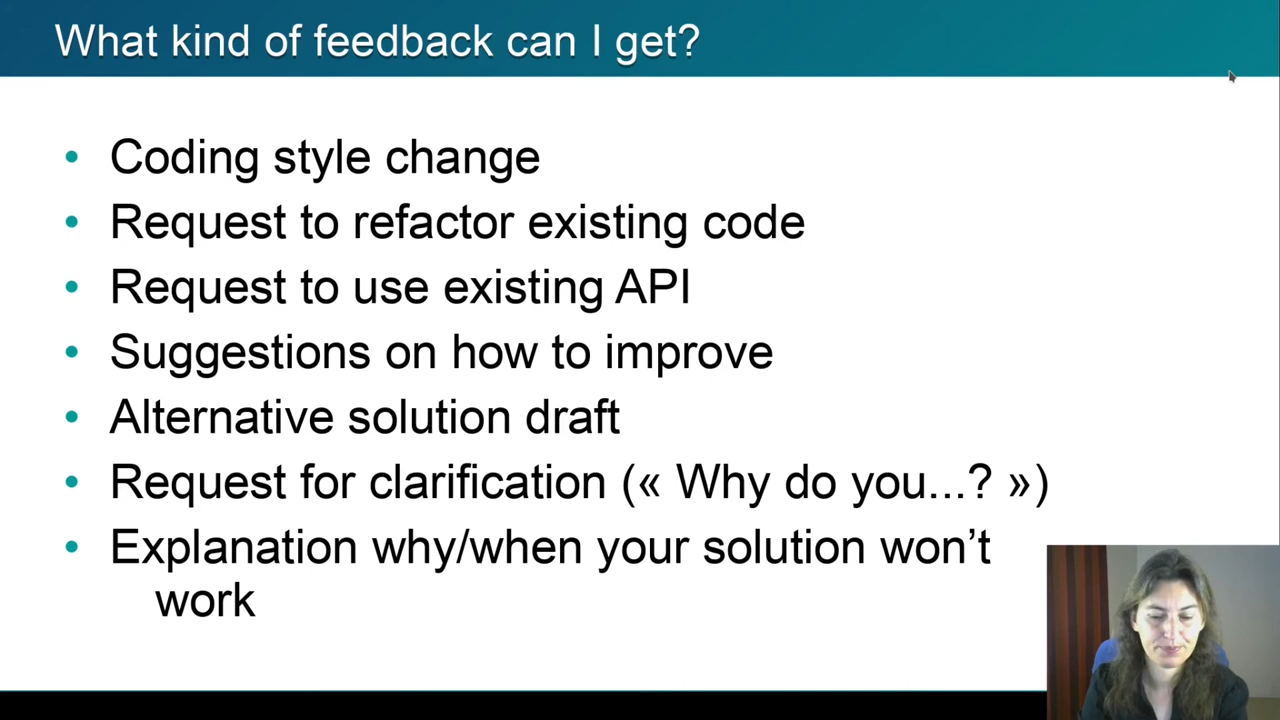 What kind of feedback can I get?
• Coding style change
• Request to refactor existing code
• Request to use existing API
• Suggestions on how to improve
• Alternative solution draft
• Request for clarification (« Why do you...? »)
• Explanation why/when your solution won’t
work